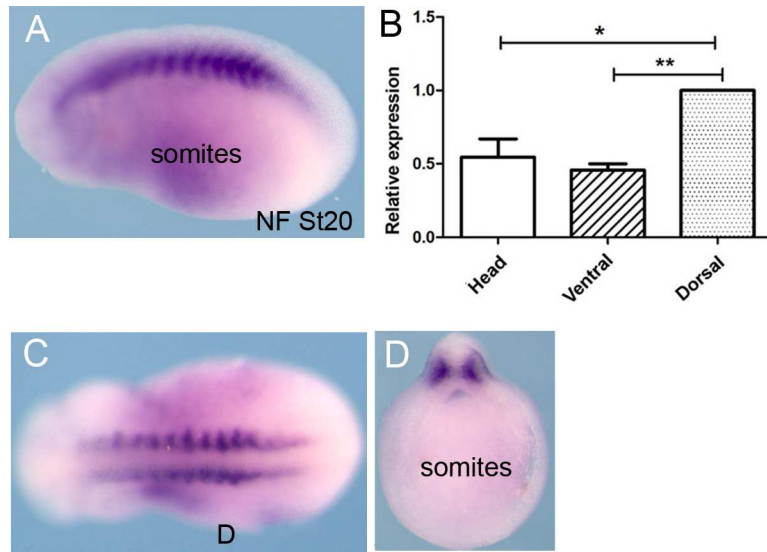 A
somites
NF St20
B
Relative expression
1.5
1.0
0.5
0.0
*
**
Head
Ventral
Dorsal
C
D
D
somites